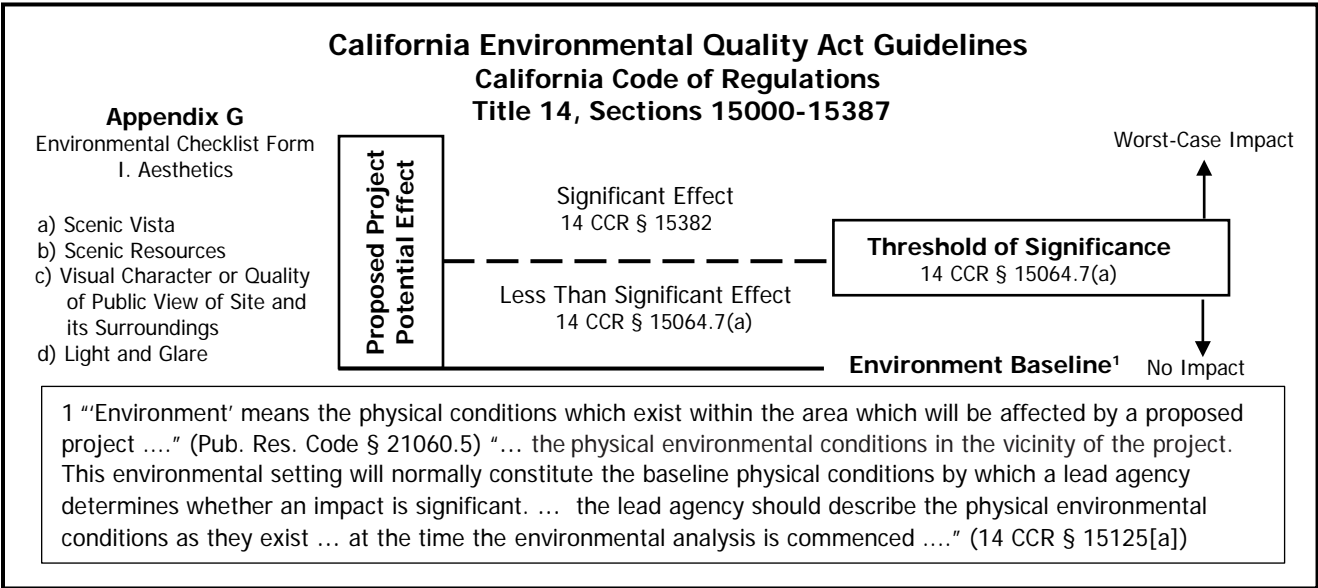 California Environmental Quality Act Guidelines
California Code of Regulations
Title 14, Sections 15000-15387
Appendix G
Environmental Checklist Form
I. Aesthetics
a) Scenic Vista
b) Scenic Resources
c) Visual Character or Quality
of Public View of Site and
its Surroundings
d) Light and Glare
Proposed Project
Potential Effect
Significant Effect
14 CCR § 15382
Less Than Significant Effect
14 CCR § 15064.7(a)
Worst-Case Impact
Threshold of Significance
14 CCR § 15064.7(a)
Environment Baseline¹
No Impact
1 "'Environment' means the physical conditions which exist within the area which will be affected by a proposed
project …." (Pub. Res. Code § 21060.5) "… the physical environmental conditions in the vicinity of the project.
This environmental setting will normally constitute the baseline physical conditions by which a lead agency
determines whether an impact is significant. … the lead agency should describe the physical environmental
conditions as they exist … at the time the environmental analysis is commenced …." (14 CCR § 15125[a])